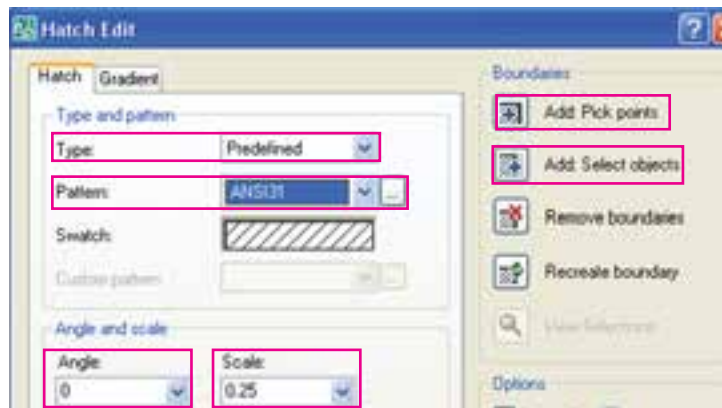 Hatch Edit
Hatch Gradient
Type and pattern
Type: Predefined
Pattern: ANSI31 ...
Swatch:
Custom pattern:
Angle and scale
Angle: Scale:
0 0.25
Boundaries
Add: Pick points
Add: Select objects
Remove boundaries
Recreate boundary
View Selections
Options